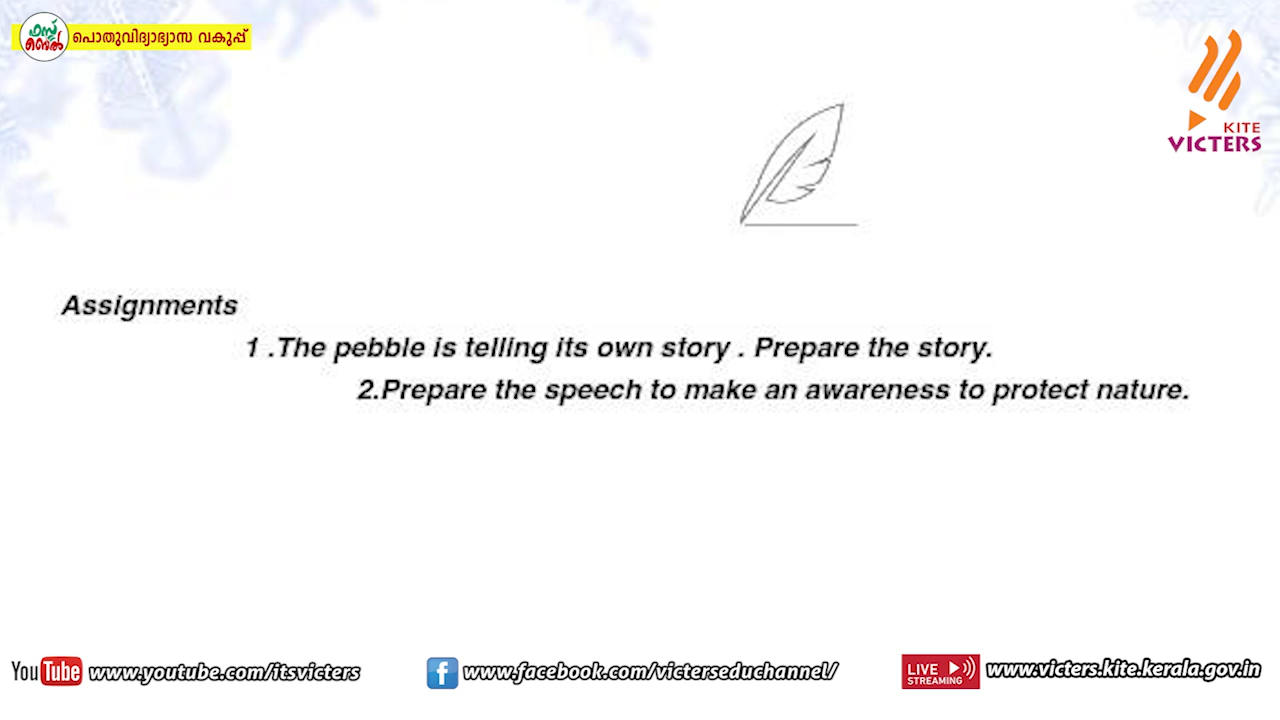 ഫസ്റ്റ്
ബെൽ
പൊതുവിദ്യാഭ്യാസ വകുപ്പ്
KITE
VICTERS
Assignments
1 .The pebble is telling its own story . Prepare the story.
2.Prepare the speech to make an awareness to protect nature.
YouTube www.youtube.com/itsvicters
f www.facebook.com/victerseduchannel/
LIVE
STREAMING
www.victers.kite.kerala.gov.in